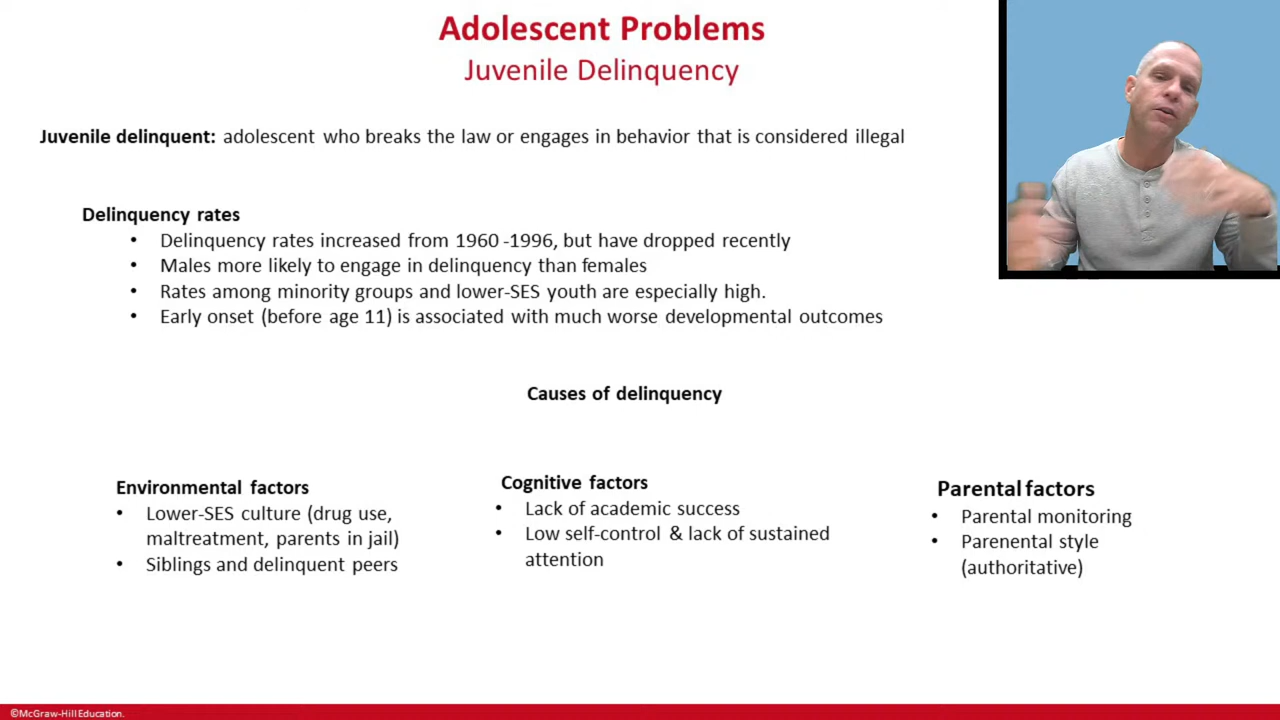 Adolescent Problems
Juvenile Delinquency
Juvenile delinquent: adolescent who breaks the law or engages in behavior that is considered illegal
Delinquency rates
• Delinquency rates increased from 1960 -1996, but have dropped recently
• Males more likely to engage in delinquency than females
• Rates among minority groups and lower-SES youth are especially high.
• Early onset (before age 11) is associated with much worse developmental outcomes
Causes of delinquency
Environmental factors
• Lower-SES culture (drug use,
maltreatment, parents in jail)
• Siblings and delinquent peers
Cognitive factors
• Lack of academic success
• Low self-control & lack of sustained
attention
Parental factors
• Parental monitoring
• Parenental style
(authoritative)
©McGraw-Hill Education.